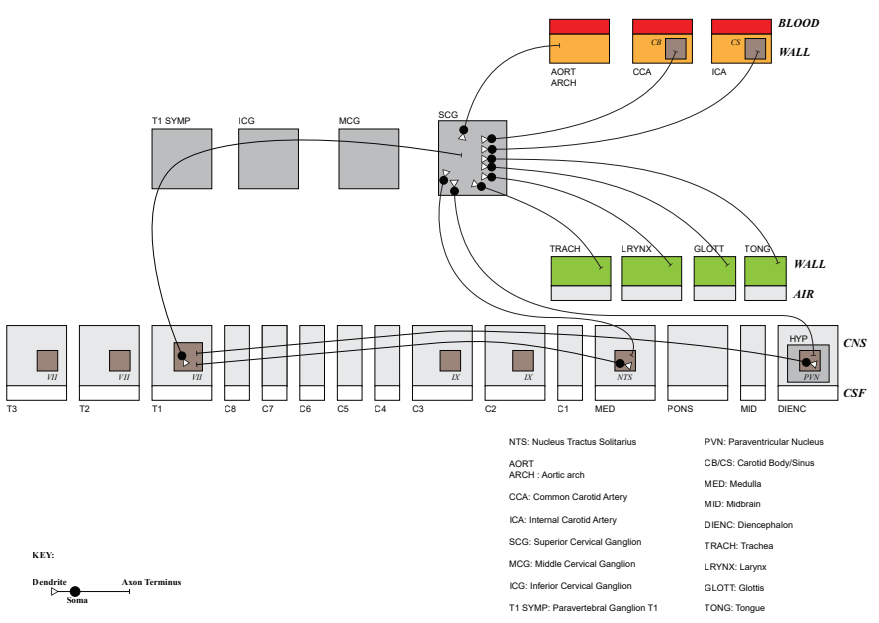 BLOOD
CB
CS
WALL
AORT
ARCH
CCA
ICA
SCG
T1 SYMP
ICG
MCG
TRACH
LRYNX
GLOTT
TONG
WALL
AIR
HYP
CNS
VII
VII
VII
IX
IX
NTS
PVN
CSF
T3
T2
T1
C8
C7
C6
C5
C4
C3
C2
C1
MED
PONS
MID
DIENC
NTS: Nucleus Tractus Solitarius
AORT
ARCH : Aortic arch
CCA: Common Carotid Artery
ICA: Internal Carotid Artery
SCG: Superior Cervical Ganglion
MCG: Middle Cervical Ganglion
ICG: Inferior Cervical Ganglion
T1 SYMP: Paravertebral Ganglion T1
PVN: Paraventricular Nucleus
CB/CS: Carotid Body/Sinus
MED: Medulla
MID: Midbrain
DIENC: Diencephalon
TRACH: Trachea
LRYNX: Larynx
GLOTT: Glottis
TONG: Tongue
KEY:
Dendrite
Axon Terminus
Soma